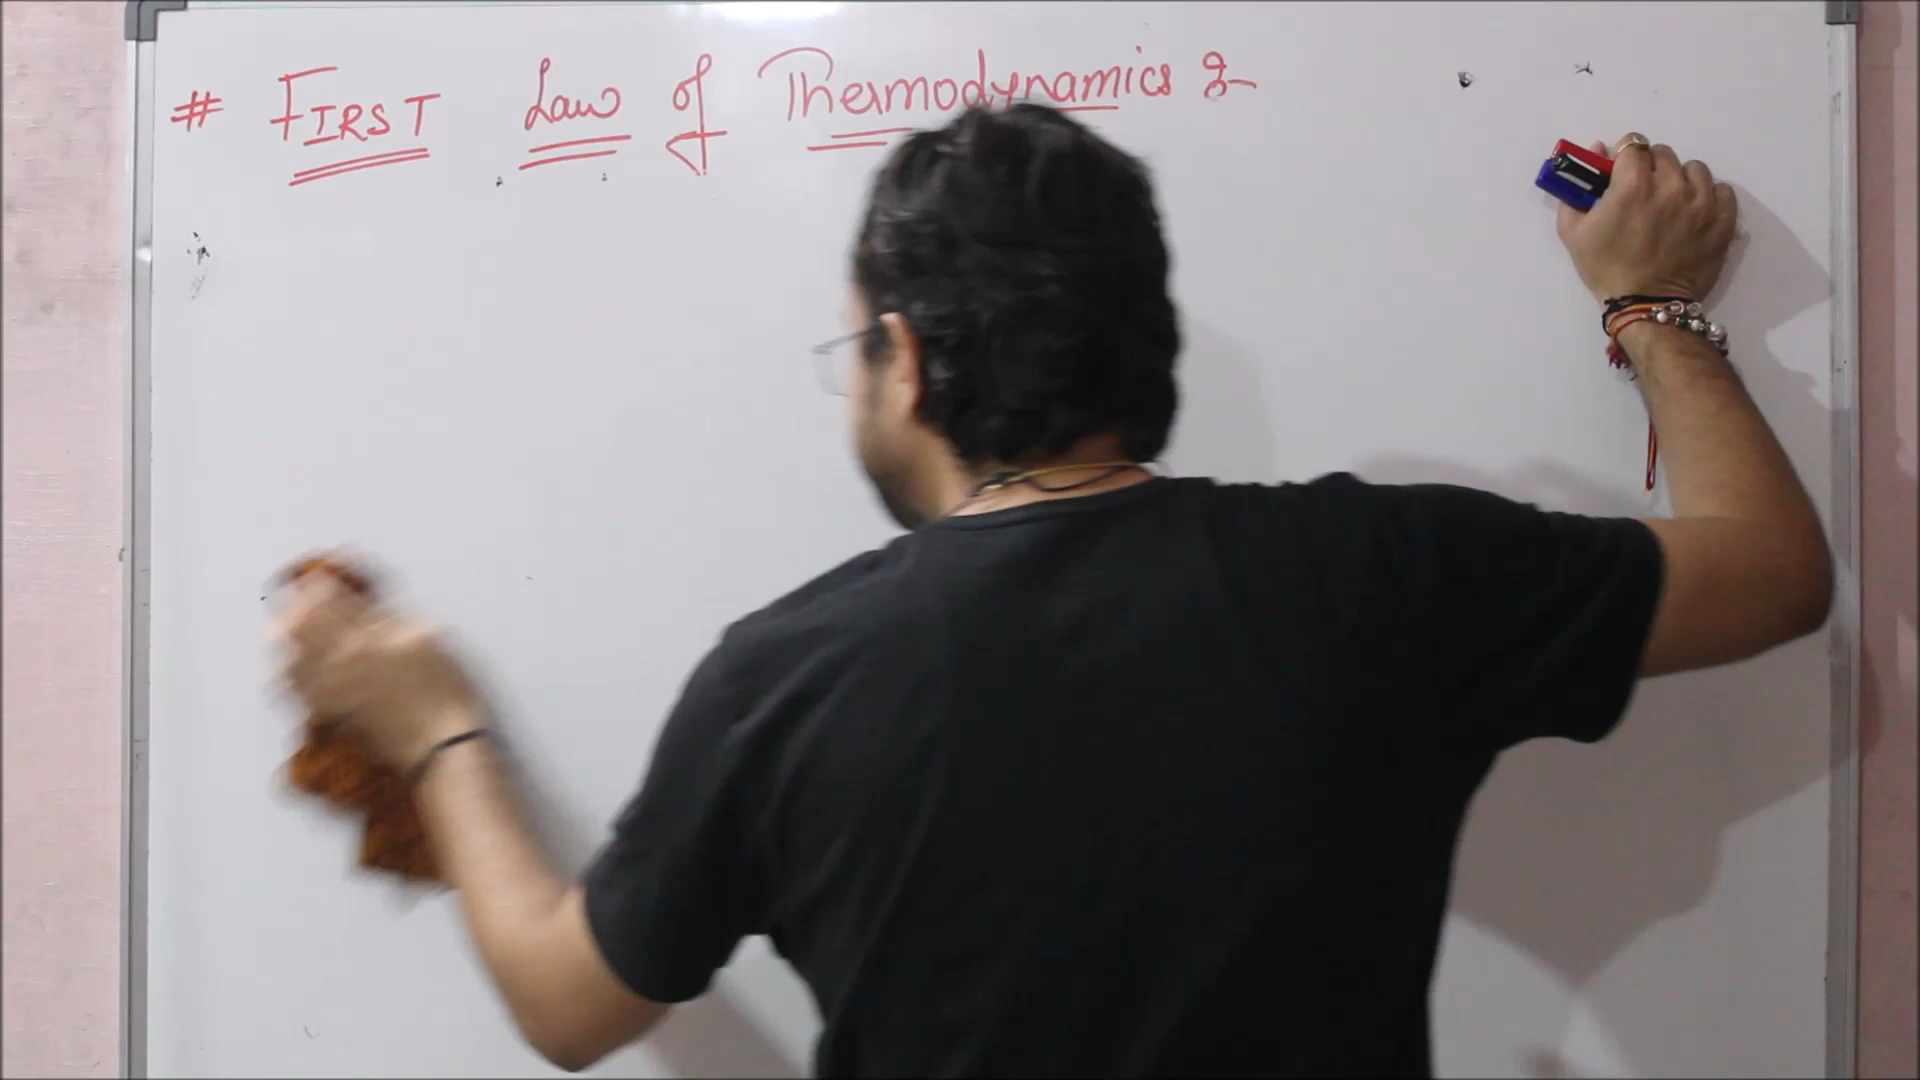 # FIRST Law of Thermodynamics :-